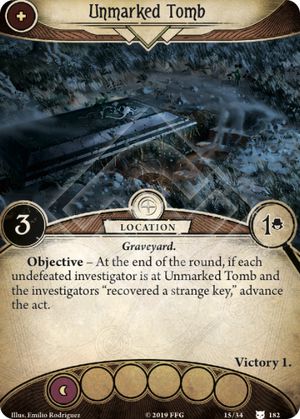 Unmarked Tomb
3
LOCATION
1
Graveyard.
Objective – At the end of the round, if each
undefeated investigator is at Unmarked Tomb and
the investigators “recovered a strange key,” advance
the act.
Victory 1.
Illus. Emilio Rodriguez © 2019 FFG 15/34 182